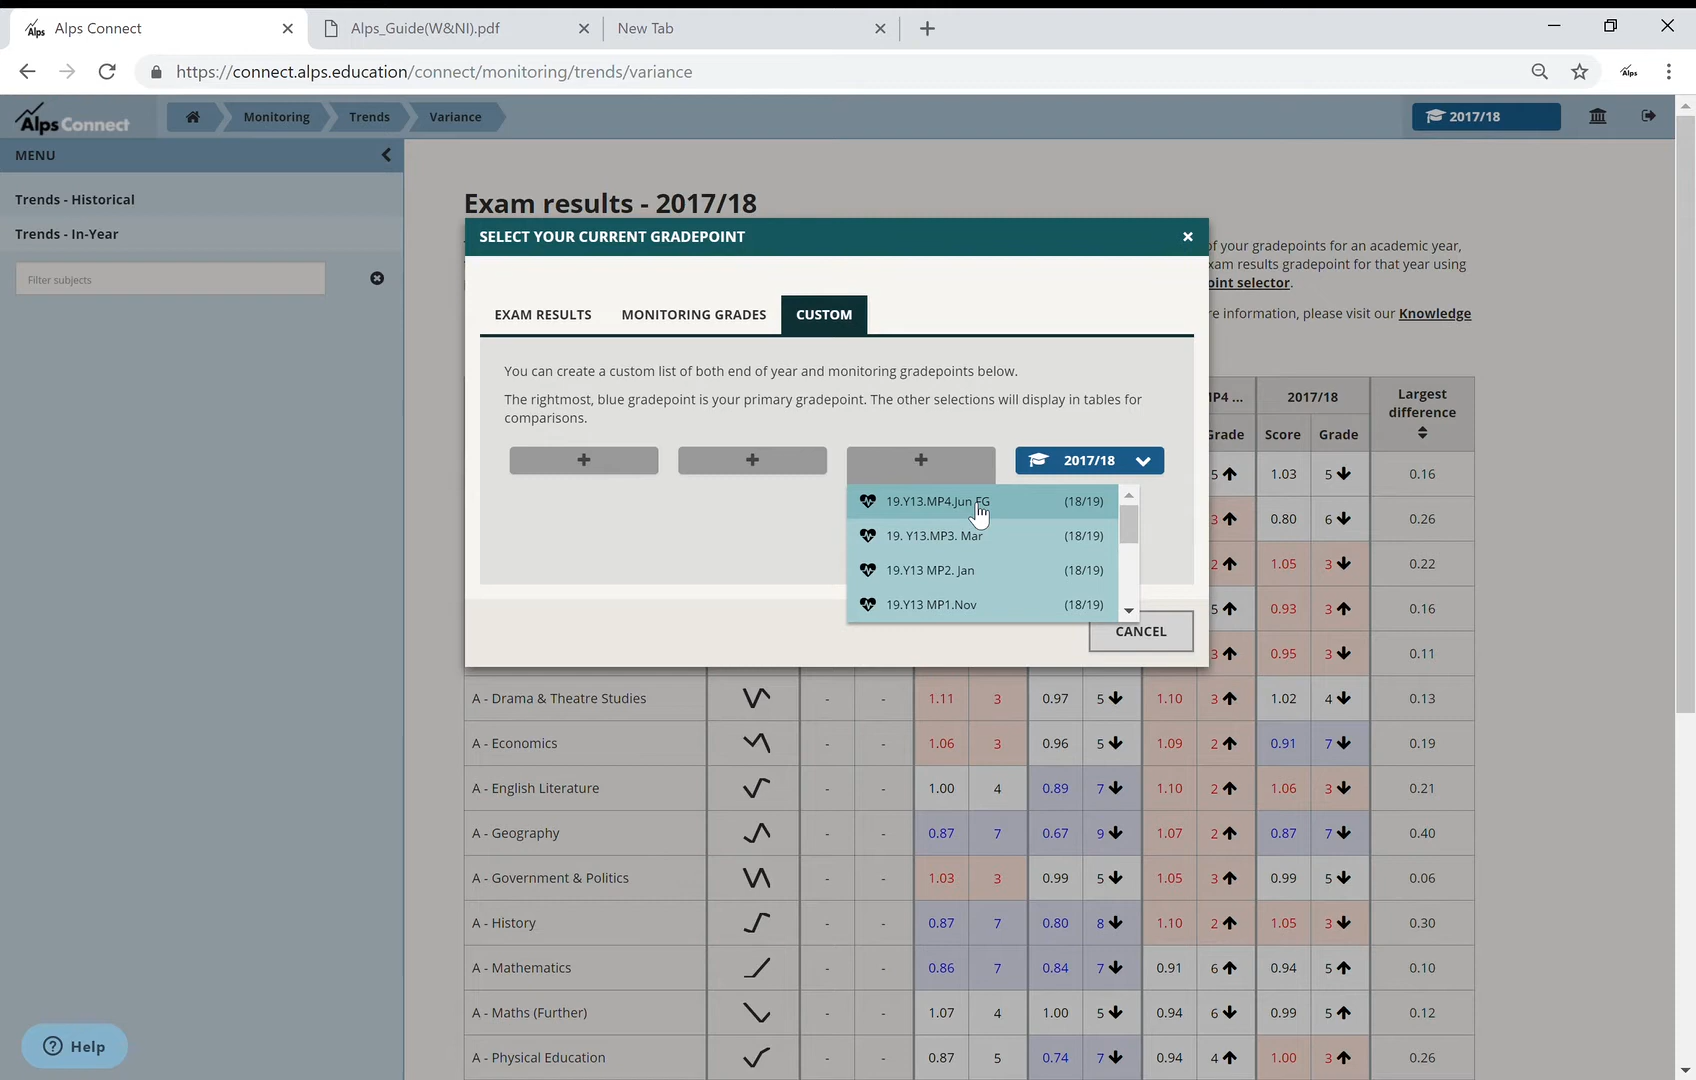 Alps Connect
Alps_Guide(W&NI).pdf
New Tab
https://connect.alps.education/connect/monitoring/trends/variance
Alps
Alps Connect
Monitoring
Trends
Variance
2017/18
MENU
Trends - Historical
Trends - In-Year
Filter subjects
Exam results - 2017/18
of your gradepoints for an academic year,
exam results gradepoint for that year using
point selector.
re information, please visit our Knowledge
SELECT YOUR CURRENT GRADEPOINT
EXAM RESULTS MONITORING GRADES CUSTOM
You can create a custom list of both end of year and monitoring gradepoints below.
The rightmost, blue gradepoint is your primary gradepoint. The other selections will display in tables for
comparisons.
+ + + 2017/18
19.Y13.MP4.Jun FG (18/19)
19. Y13.MP3. Mar (18/19)
19.Y13 MP2. Jan (18/19)
19.Y13 MP1.Nov (18/19)
CANCEL
MP4 ... 2017/18 Largest
difference
Grade Score Grade
5 1.03 5 0.16
3 0.80 6 0.26
2 1.05 3 0.22
5 0.93 3 0.16
3 0.95 3 0.11
A - Drama & Theatre Studies - - 1.11 3 0.97 5 1.10 3 1.02 4 0.13
A - Economics - - 1.06 3 0.96 5 1.09 2 0.91 7 0.19
A - English Literature - - 1.00 4 0.89 7 1.10 2 1.06 3 0.21
A - Geography - - 0.87 7 0.67 9 1.07 2 0.87 7 0.40
A - Government & Politics - - 1.03 3 0.99 5 1.05 3 0.99 5 0.06
A - History - - 0.87 7 0.80 8 1.10 2 1.05 3 0.30
A - Mathematics - - 0.86 7 0.84 7 0.91 6 0.94 5 0.10
A - Maths (Further) - - 1.07 4 1.00 5 0.94 6 0.99 5 0.12
A - Physical Education - - 0.87 5 0.74 7 0.94 4 1.00 3 0.26
Help